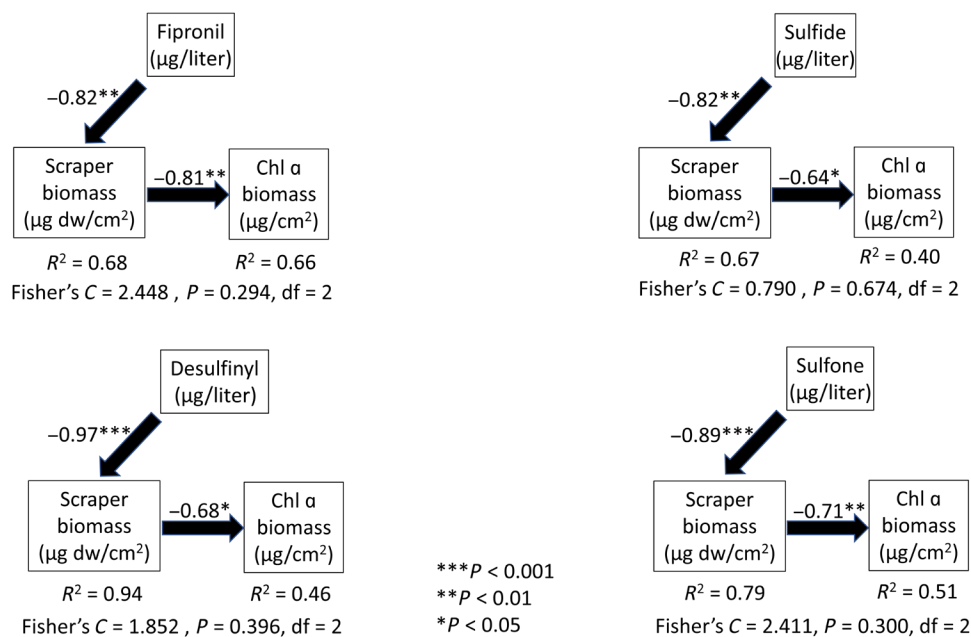 Fipronil
(µg/liter)
−0.82**
Scraper
biomass
(µg dw/cm²)
−0.81**
Chl ɑ
biomass
(µg/cm²)
R² = 0.68
R² = 0.66
Fisher’s C = 2.448 , P = 0.294, df = 2
Sulfide
(µg/liter)
−0.82**
Scraper
biomass
(µg dw/cm²)
−0.64*
Chl ɑ
biomass
(µg/cm²)
R² = 0.67
R² = 0.40
Fisher’s C = 0.790 , P = 0.674, df = 2
Desulfinyl
(µg/liter)
−0.97***
Scraper
biomass
(µg dw/cm²)
−0.68*
Chl ɑ
biomass
(µg/cm²)
R² = 0.94
R² = 0.46
Fisher’s C = 1.852 , P = 0.396, df = 2
***P < 0.001
**P < 0.01
*P < 0.05
Sulfone
(µg/liter)
−0.89***
Scraper
biomass
(µg dw/cm²)
−0.71**
Chl ɑ
biomass
(µg/cm²)
R² = 0.79
R² = 0.51
Fisher’s C = 2.411, P = 0.300, df = 2